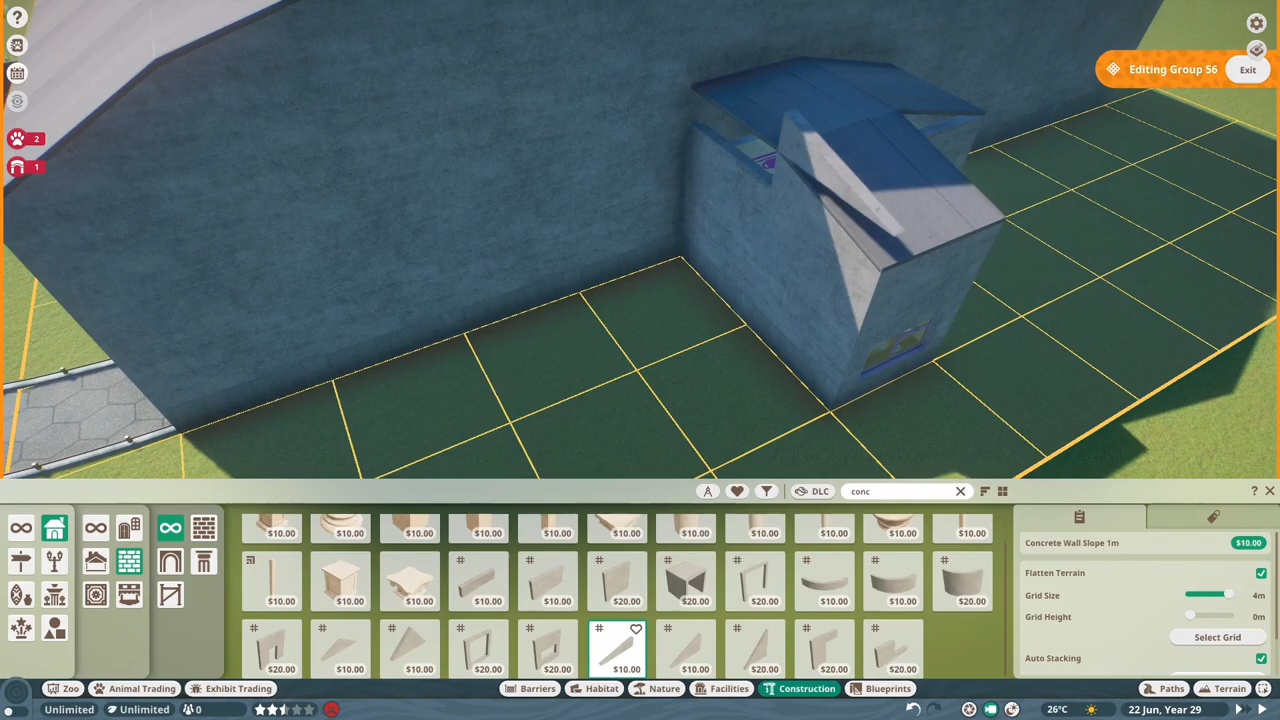 ?
Editing Group 56
Exit
2
1
DLC
conc
?
$10.00 $10.00 $10.00 $10.00 $10.00 $10.00 $10.00 $10.00 $10.00 $10.00 $10.00
$10.00 $10.00 $10.00 $10.00 $10.00 $20.00 $20.00 $20.00 $10.00 $10.00 $20.00
$20.00 $10.00 $10.00 $20.00 $20.00 $10.00 $10.00 $20.00 $20.00 $20.00
Concrete Wall Slope 1m
$10.00
Flatten Terrain
Grid Size
4m
Grid Height
0m
Select Grid
Auto Stacking
Zoo
Animal Trading
Exhibit Trading
Barriers
Habitat
Nature
Facilities
Construction
Blueprints
Paths
Terrain
Unlimited
Unlimited
0
26°C
22 Jun, Year 29